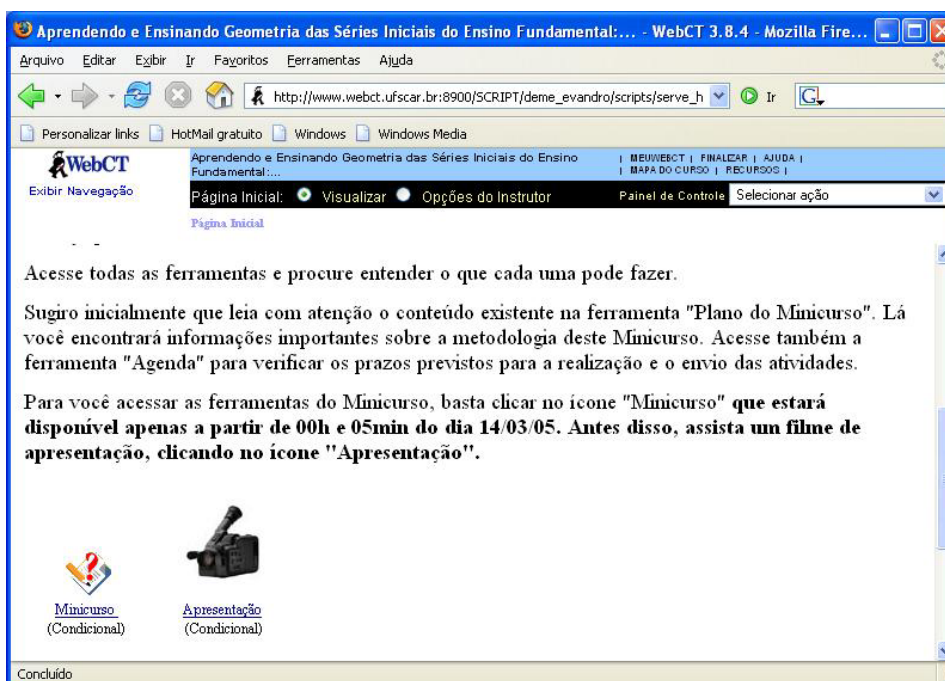 Aprendendo e Ensinando Geometria das Séries Iniciais do Ensino Fundamental:... - WebCT 3.8.4 - Mozilla Fire...
Arquivo Editar Exibir Ir Favoritos Ferramentas Ajuda
http://www.webct.ufscar.br:8900/SCRIPT/deme_evandro/scripts/serve_h Ir G
Personalizar links HotMail gratuito Windows Windows Media
WebCT
Exibir Navegação
Aprendendo e Ensinando Geometria das Séries Iniciais do Ensino
Fundamental:...
| MEUWEBCT | FINALIZAR | AJUDA |
| MAPA DO CURSO | RECURSOS |
Página Inicial: Visualizar Opções do Instrutor Painel de Controle Selecionar ação
Página Inicial
Acesse todas as ferramentas e procure entender o que cada uma pode fazer.
Sugiro inicialmente que leia com atenção o conteúdo existente na ferramenta "Plano do Minicurso". Lá
você encontrará informações importantes sobre a metodologia deste Minicurso. Acesse também a
ferramenta "Agenda" para verificar os prazos previstos para a realização e o envio das atividades.
Para você acessar as ferramentas do Minicurso, basta clicar no ícone "Minicurso" que estará
disponível apenas a partir de 00h e 05min do dia 14/03/05. Antes disso, assista um filme de
apresentação, clicando no ícone "Apresentação".
Minicurso Apresentação
(Condicional) (Condicional)
Concluído